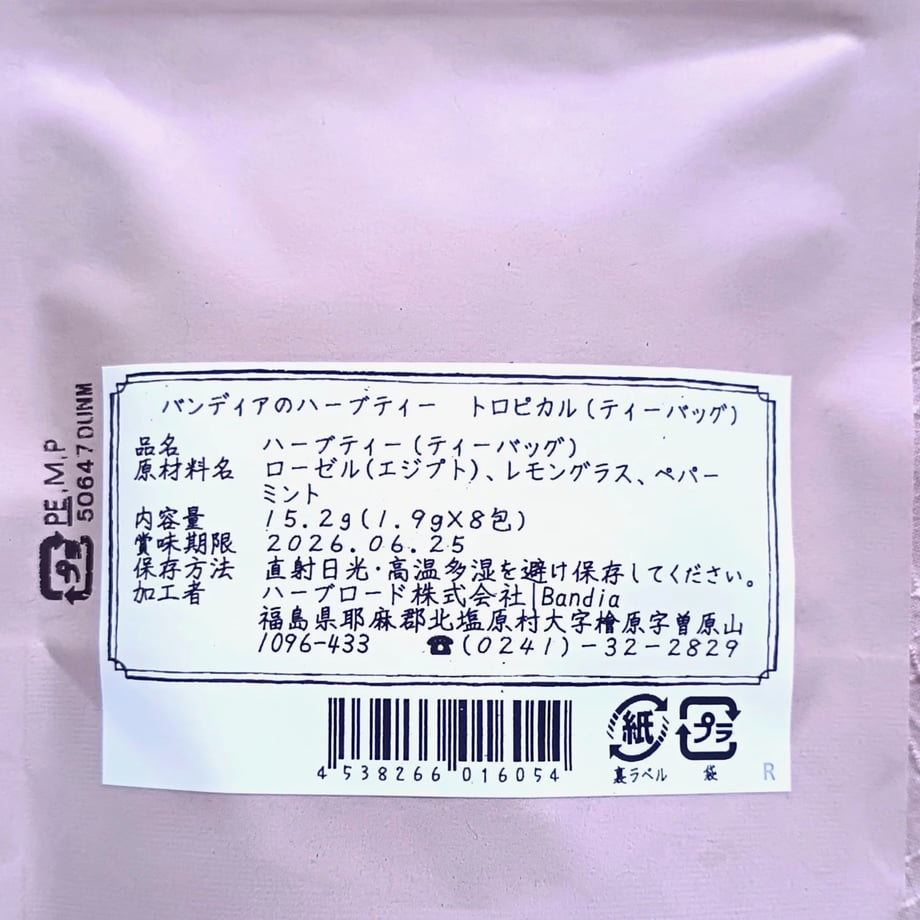 バンディアのハーブティー　トロピカル(ティーバッグ)
品名　ハーブティー(ティーバッグ)
原材料名　ローゼル(エジプト)、レモングラス、ペパー
ミント
内容量　15.2g(1.9gX8包)
賞味期限　2026.06.25
保存方法　直射日光・高温多湿を避け保存してください。
加工者　ハーブロード株式会社|Bandia
福島県耶麻郡北塩原村大字檜原字曽原山
1096-433　☎(0241)-32-2829
4 538266 016054
紙
裏ラベル
プラ
袋
R
プラ
PE,M,P
50647DUNM